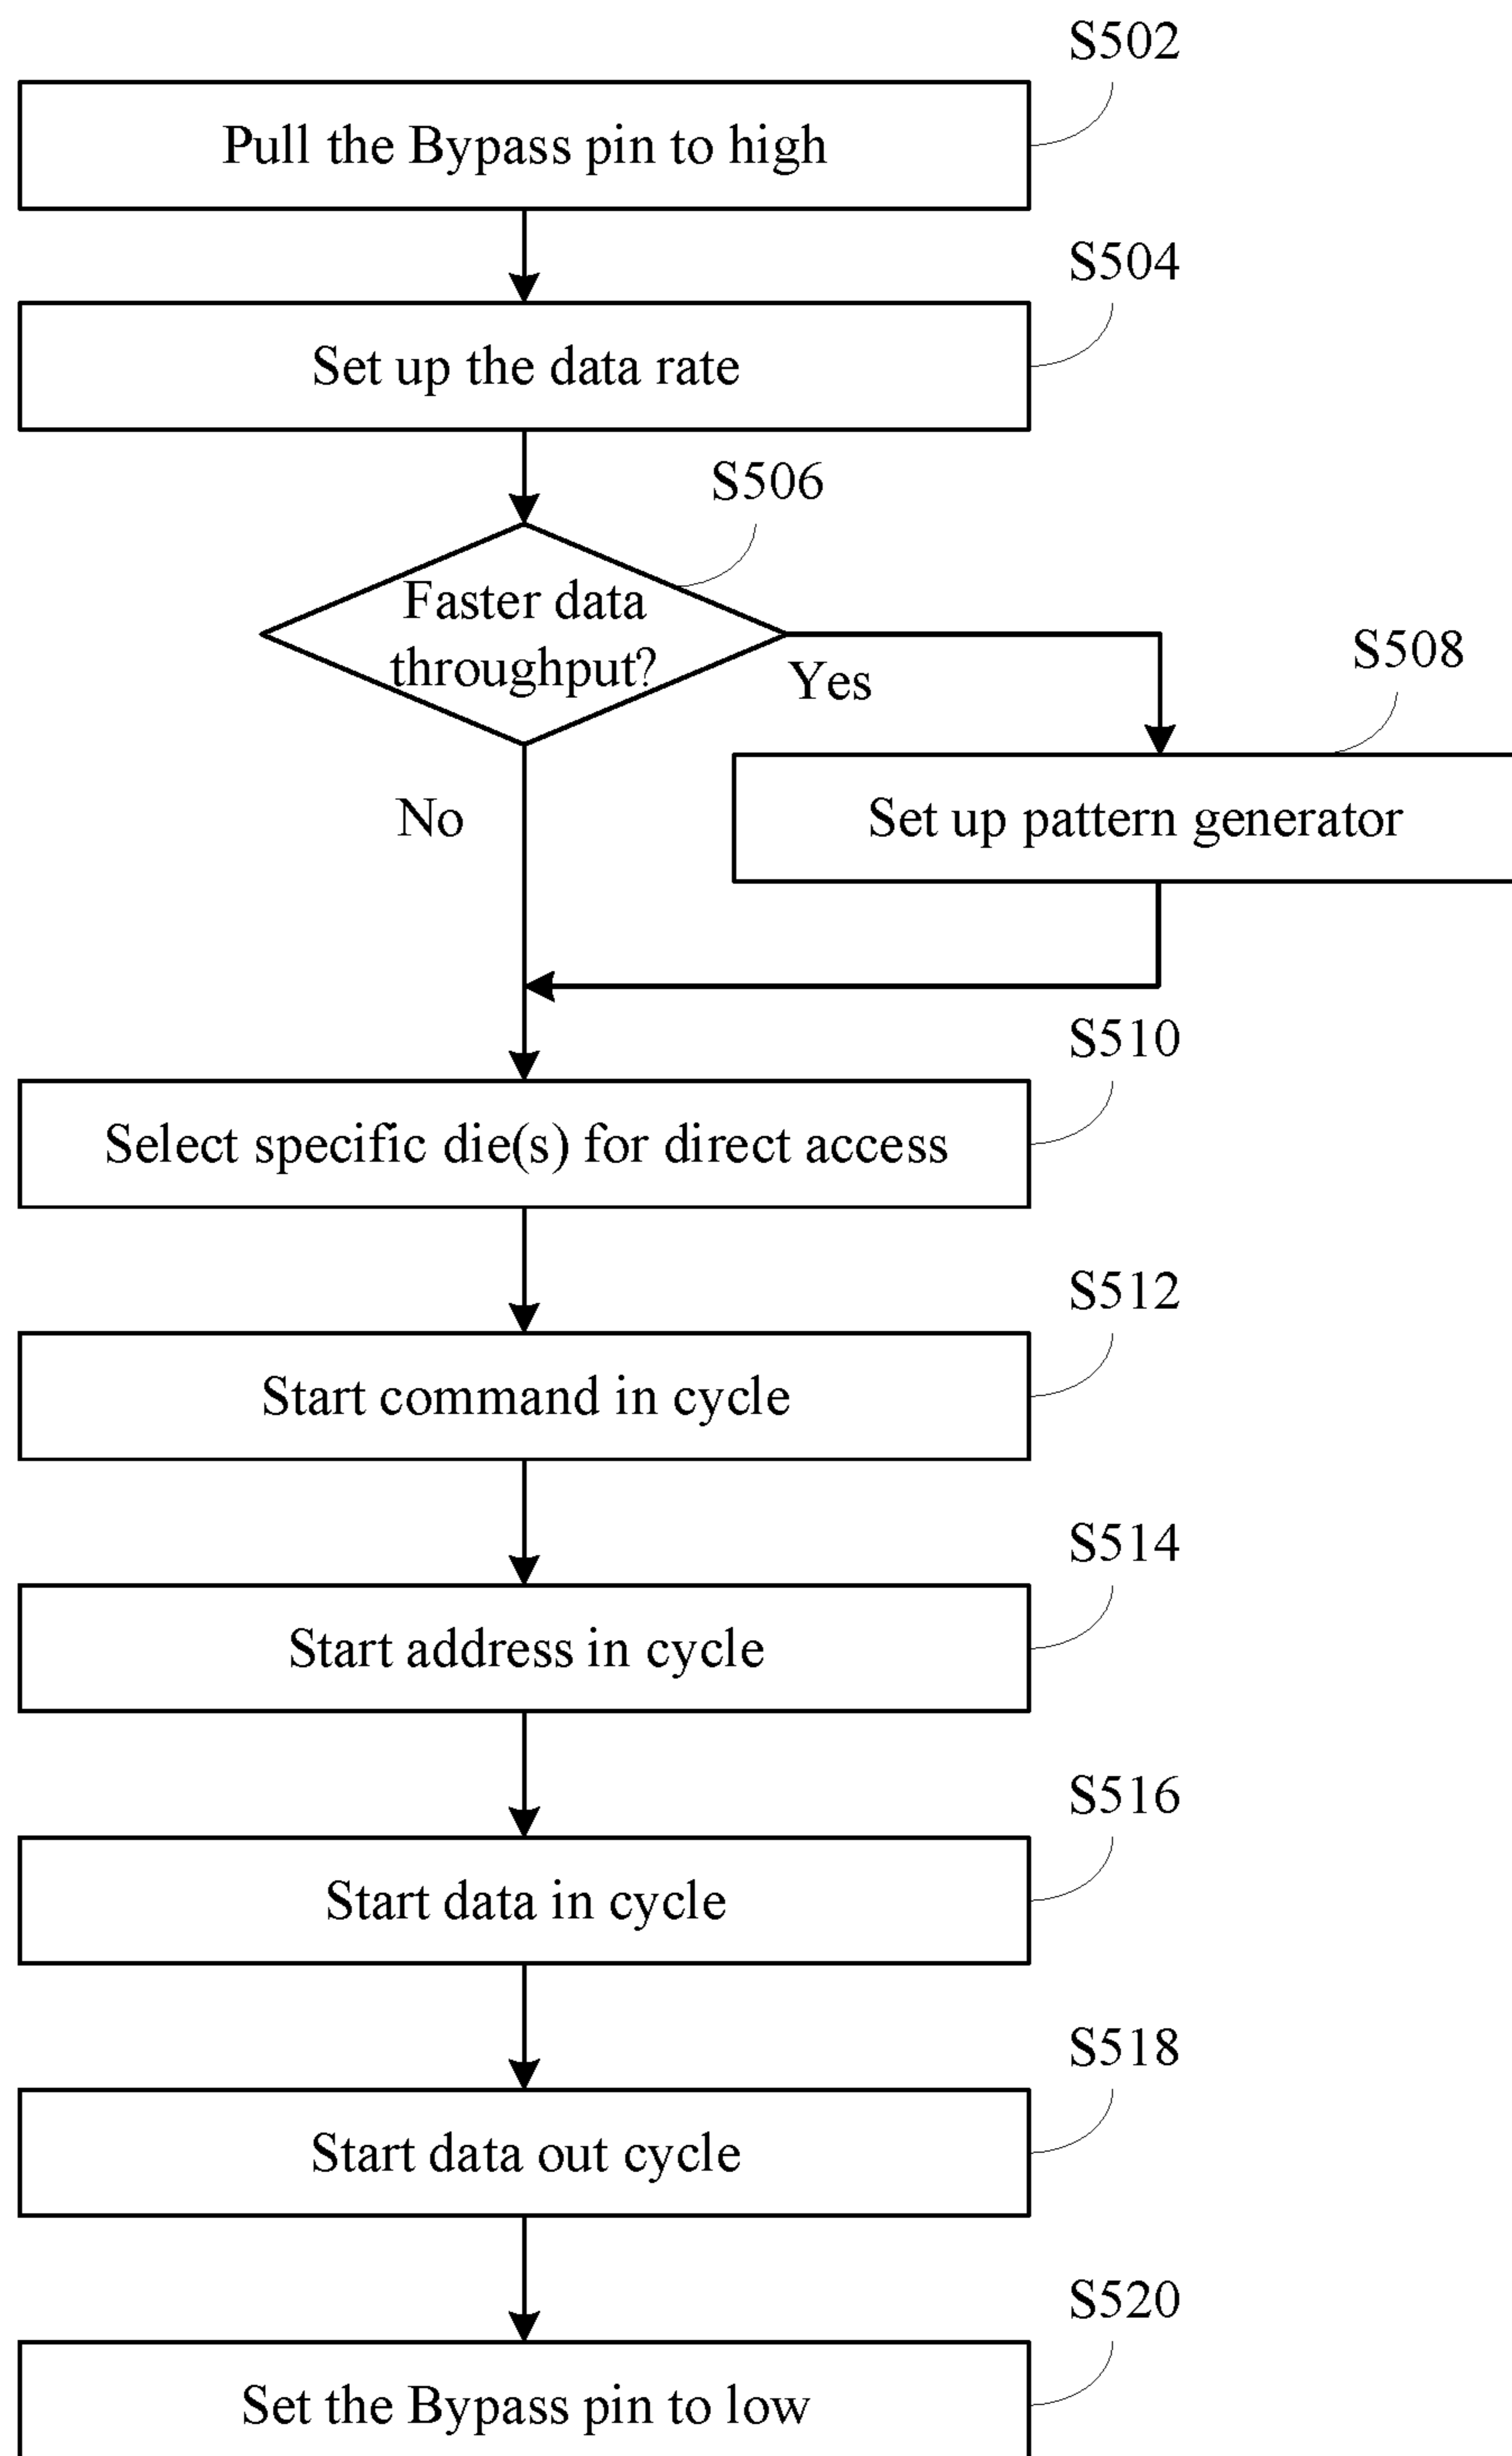 S502
Pull the Bypass pin to high
S504
Set up the data rate
S506
Faster data
throughput?
Yes
S508
No
Set up pattern generator
S510
Select specific die(s) for direct access
S512
Start command in cycle
S514
Start address in cycle
S516
Start data in cycle
S518
Start data out cycle
S520
Set the Bypass pin to low